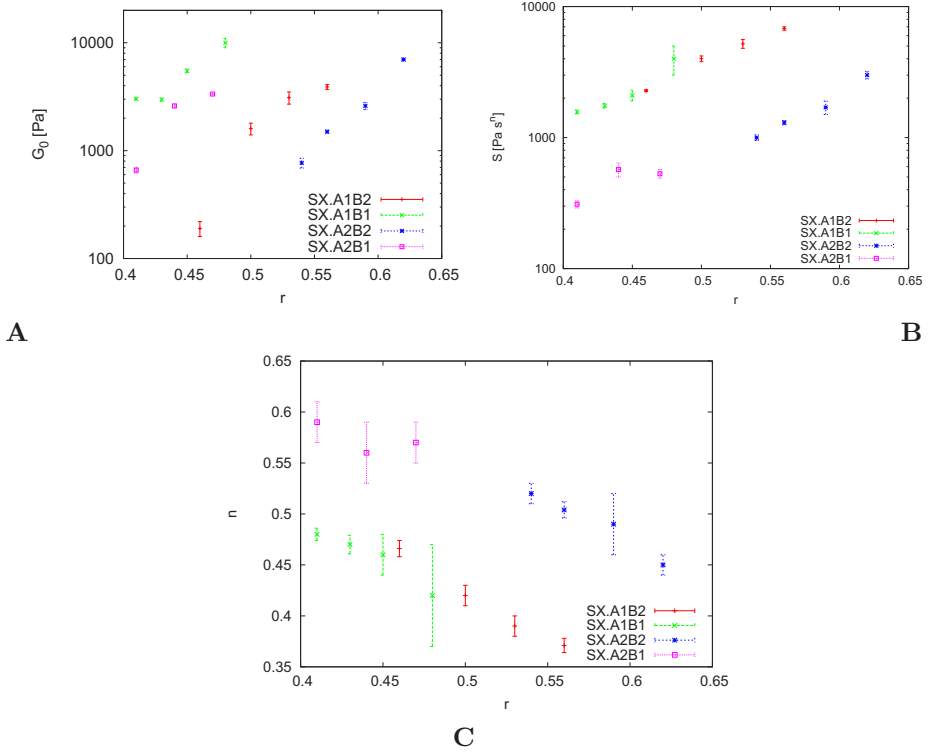 10000
1000
100
G0 [Pa]
SX.A1B2
SX.A1B1
SX.A2B2
SX.A2B1
0.4 0.45 0.5 0.55 0.6 0.65
r
A
10000
1000
100
S [Pa s^n]
SX.A1B2
SX.A1B1
SX.A2B2
SX.A2B1
0.4 0.45 0.5 0.55 0.6 0.65
r
B
0.65
0.6
0.55
0.5
0.45
0.4
0.35
n
SX.A1B2
SX.A1B1
SX.A2B2
SX.A2B1
0.4 0.45 0.5 0.55 0.6 0.65
r
C